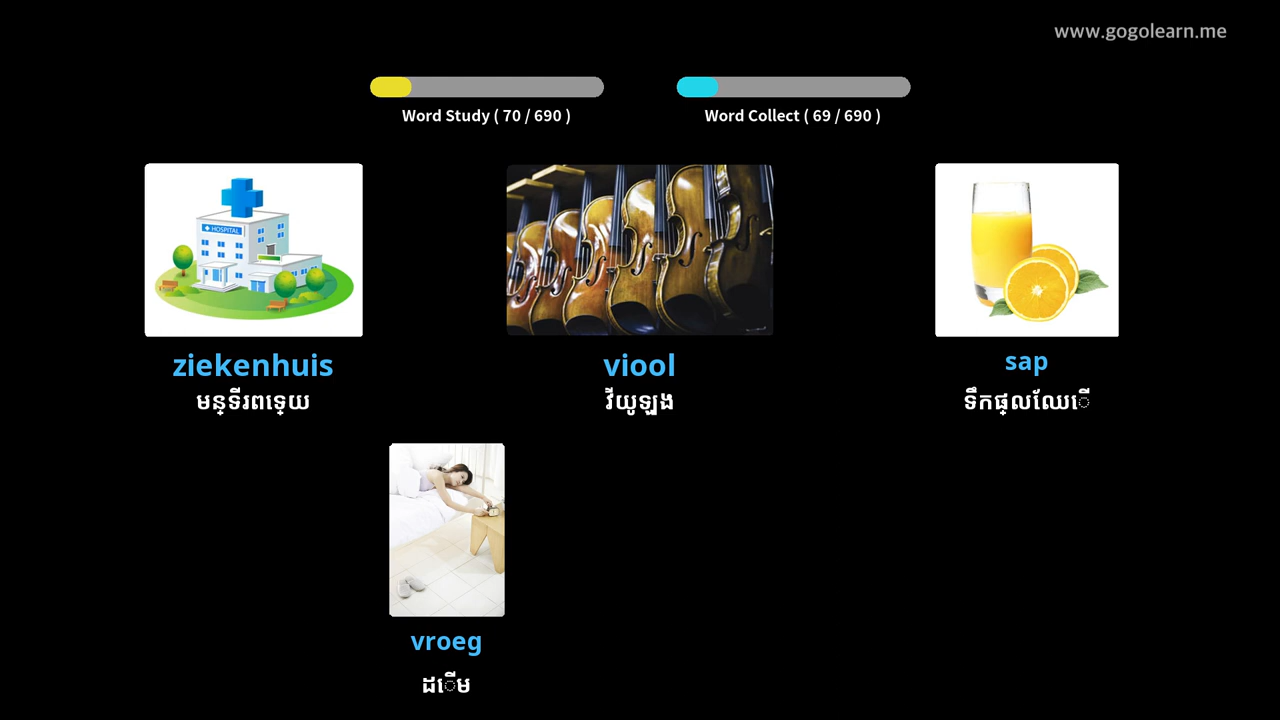 www.gogolearn.me
Word Study ( 70 / 690 )
Word Collect ( 69 / 690 )
HOSPITAL
ziekenhuis
មន្ទីរពេទ្យ
viool
វីយូឡុង
sap
ទឹកផ្លែឈើ
vroeg
ដើម